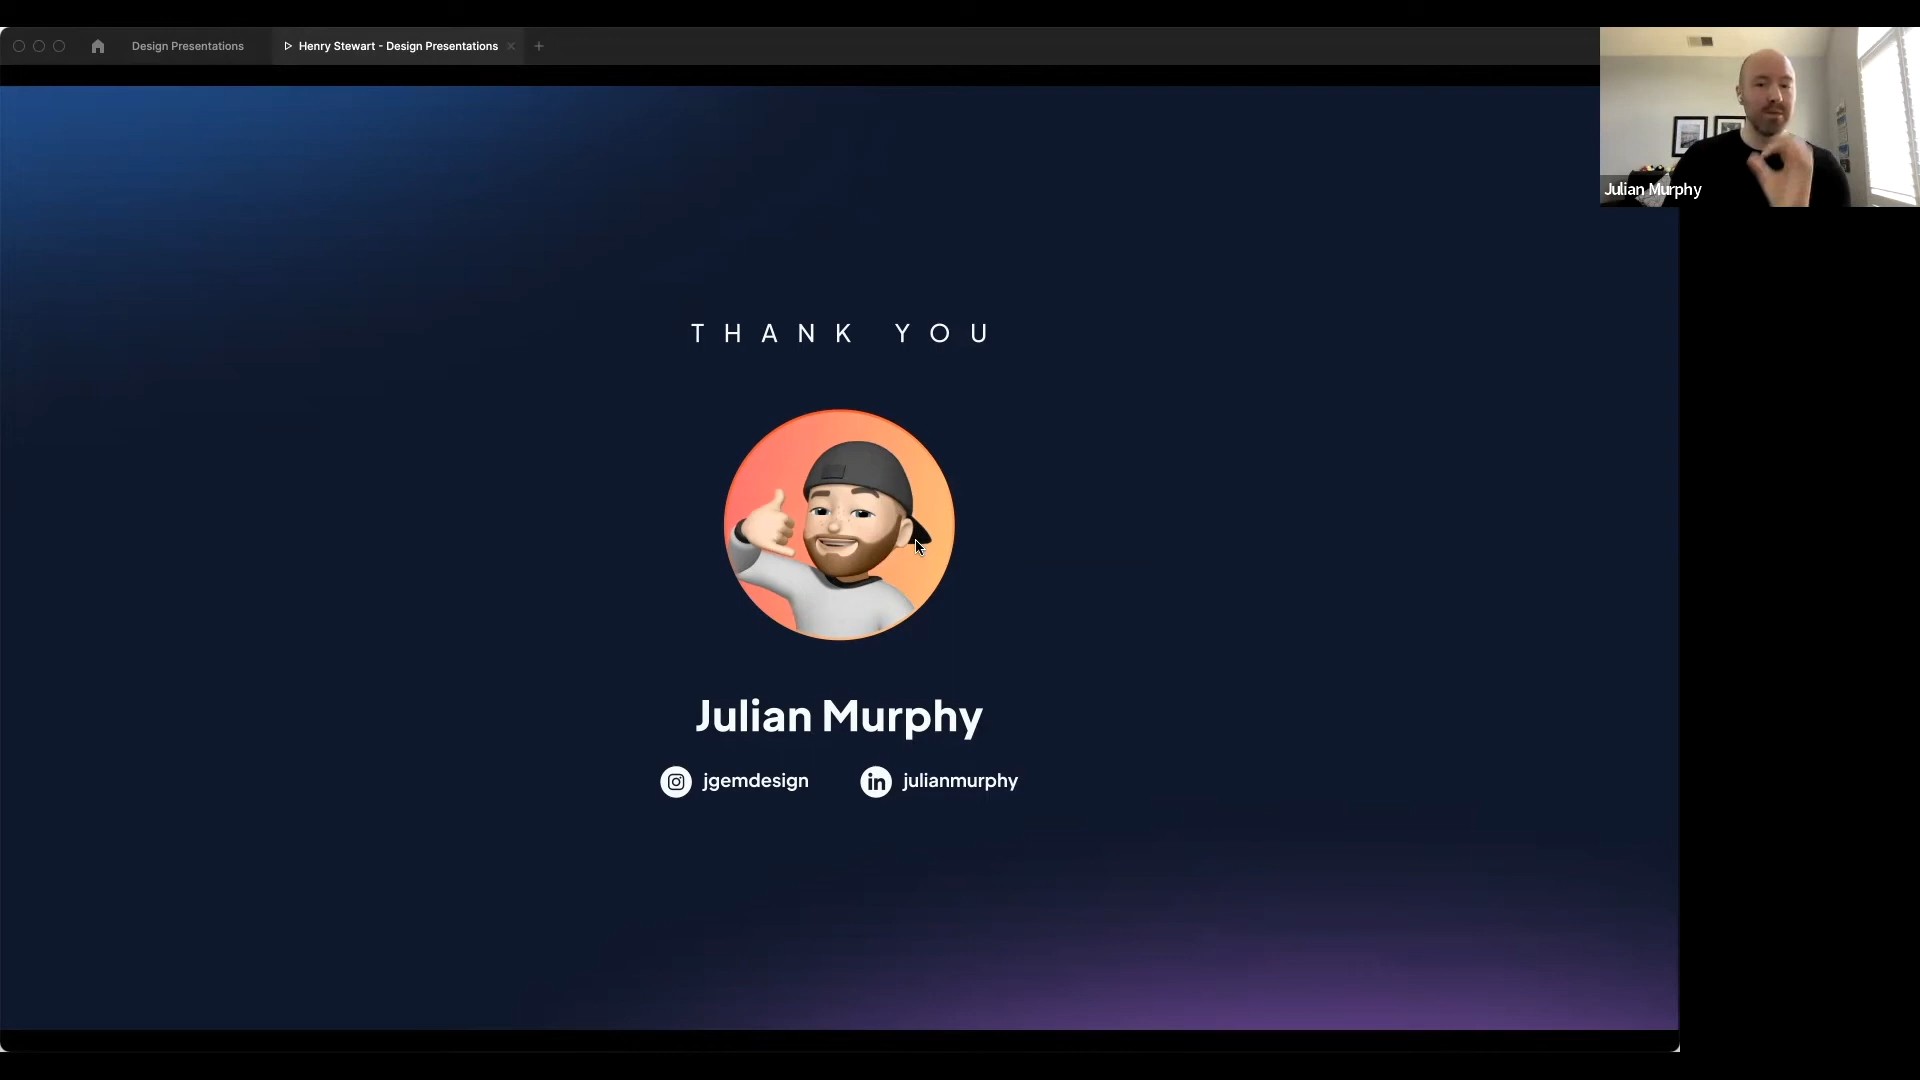 Design Presentations
Henry Stewart - Design Presentations
Julian Murphy
THANK YOU
Julian Murphy
jgemdesign
julianmurphy